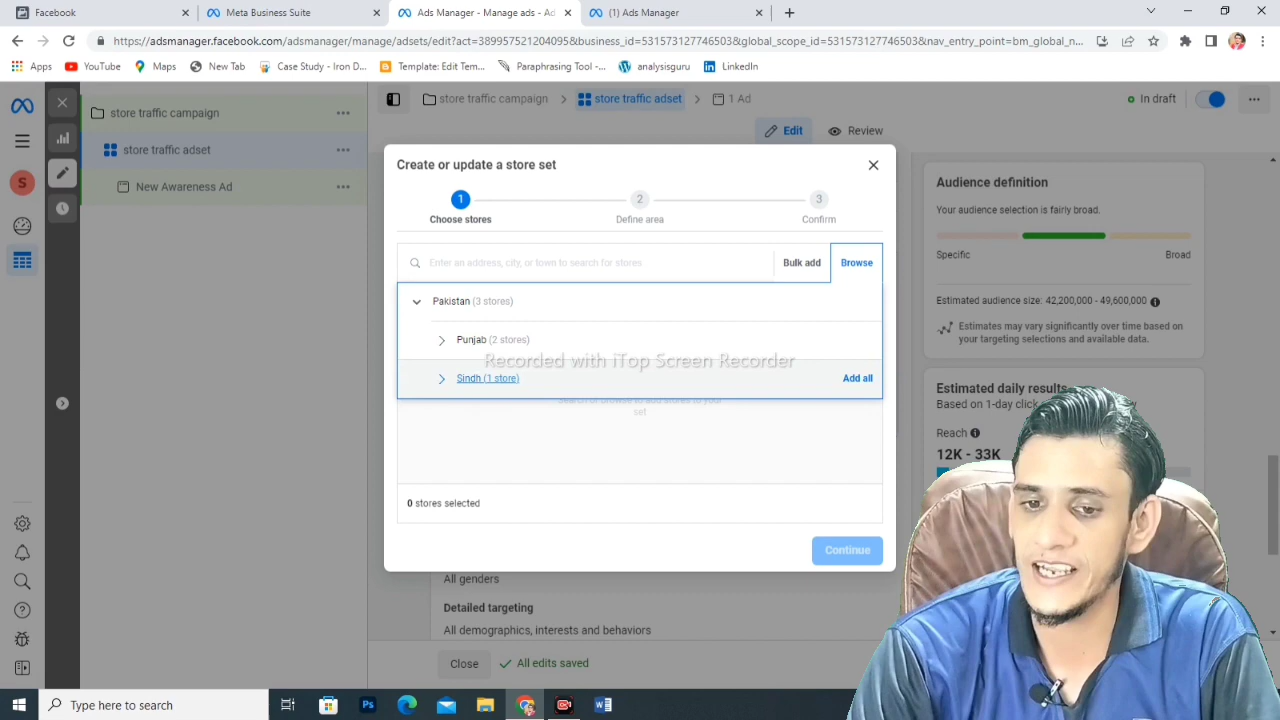 Facebook
Meta Business Suite
Ads Manager - Manage ads - Ad
(1) Ads Manager
https://adsmanager.facebook.com/adsmanager/manage/adsets/edit?act=389957521204095&business_id=531573127746503&global_scope_id=531573127746503&nav_entry_point=bm_global_n...
Apps
YouTube
Maps
New Tab
Case Study - Iron D...
Template: Edit Tem...
Paraphrasing Tool -...
analysisguru
LinkedIn
store traffic campaign
store traffic adset
New Awareness Ad
S
store traffic campaign
store traffic adset
1 Ad
In draft
Edit
Review
Create or update a store set
1
2
3
Choose stores
Define area
Confirm
Enter an address, city, or town to search for stores
Bulk add
Browse
Pakistan (3 stores)
Punjab (2 stores)
Recorded with iTop Screen Recorder
Sindh (1 store)
Add all
Search or browse to add stores to your
set
0 stores selected
Continue
All genders
Detailed targeting
All demographics, interests and behaviors
Close
All edits saved
Audience definition
Your audience selection is fairly broad.
Specific
Broad
Estimated audience size: 42,200,000 - 49,600,000
Estimates may vary significantly over time based on
your targeting selections and available data.
Estimated daily results
Based on 1-day click
Reach
12K - 33K
Type here to search